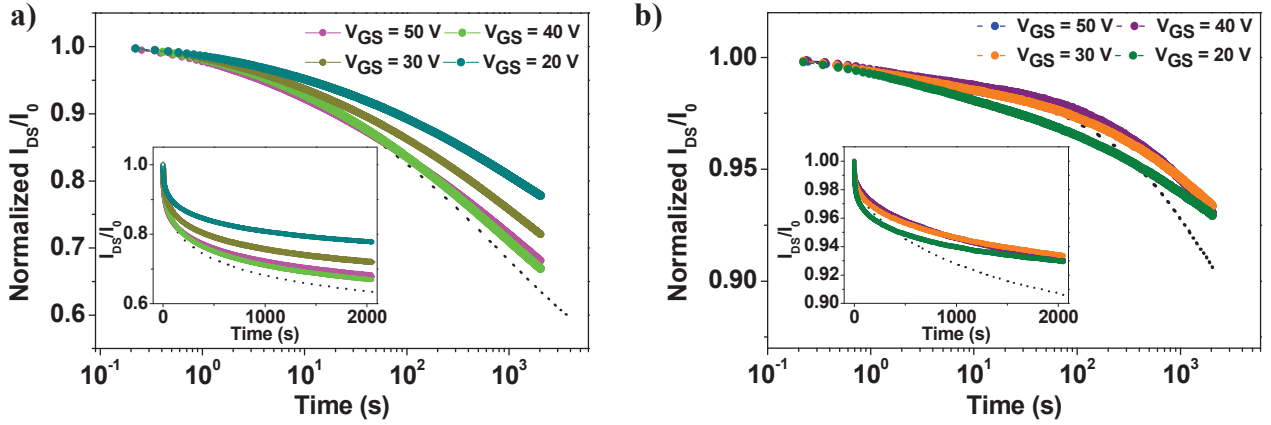 a)
V_GS = 50 V V_GS = 40 V
V_GS = 30 V V_GS = 20 V
Normalized I_DS/I_0
1.0
0.9
0.8
0.7
0.6
10^-1 10^0 10^1 10^2 10^3
Time (s)
I_DS/I_0
1.0
0.8
0.6
0 1000 2000
Time (s)
b)
V_GS = 50 V V_GS = 40 V
V_GS = 30 V V_GS = 20 V
Normalized I_DS/I_0
1.00
0.95
0.90
10^-1 10^0 10^1 10^2 10^3
Time (s)
I_DS/I_0
1.00
0.98
0.96
0.94
0.92
0.90
0 1000 2000
Time (s)